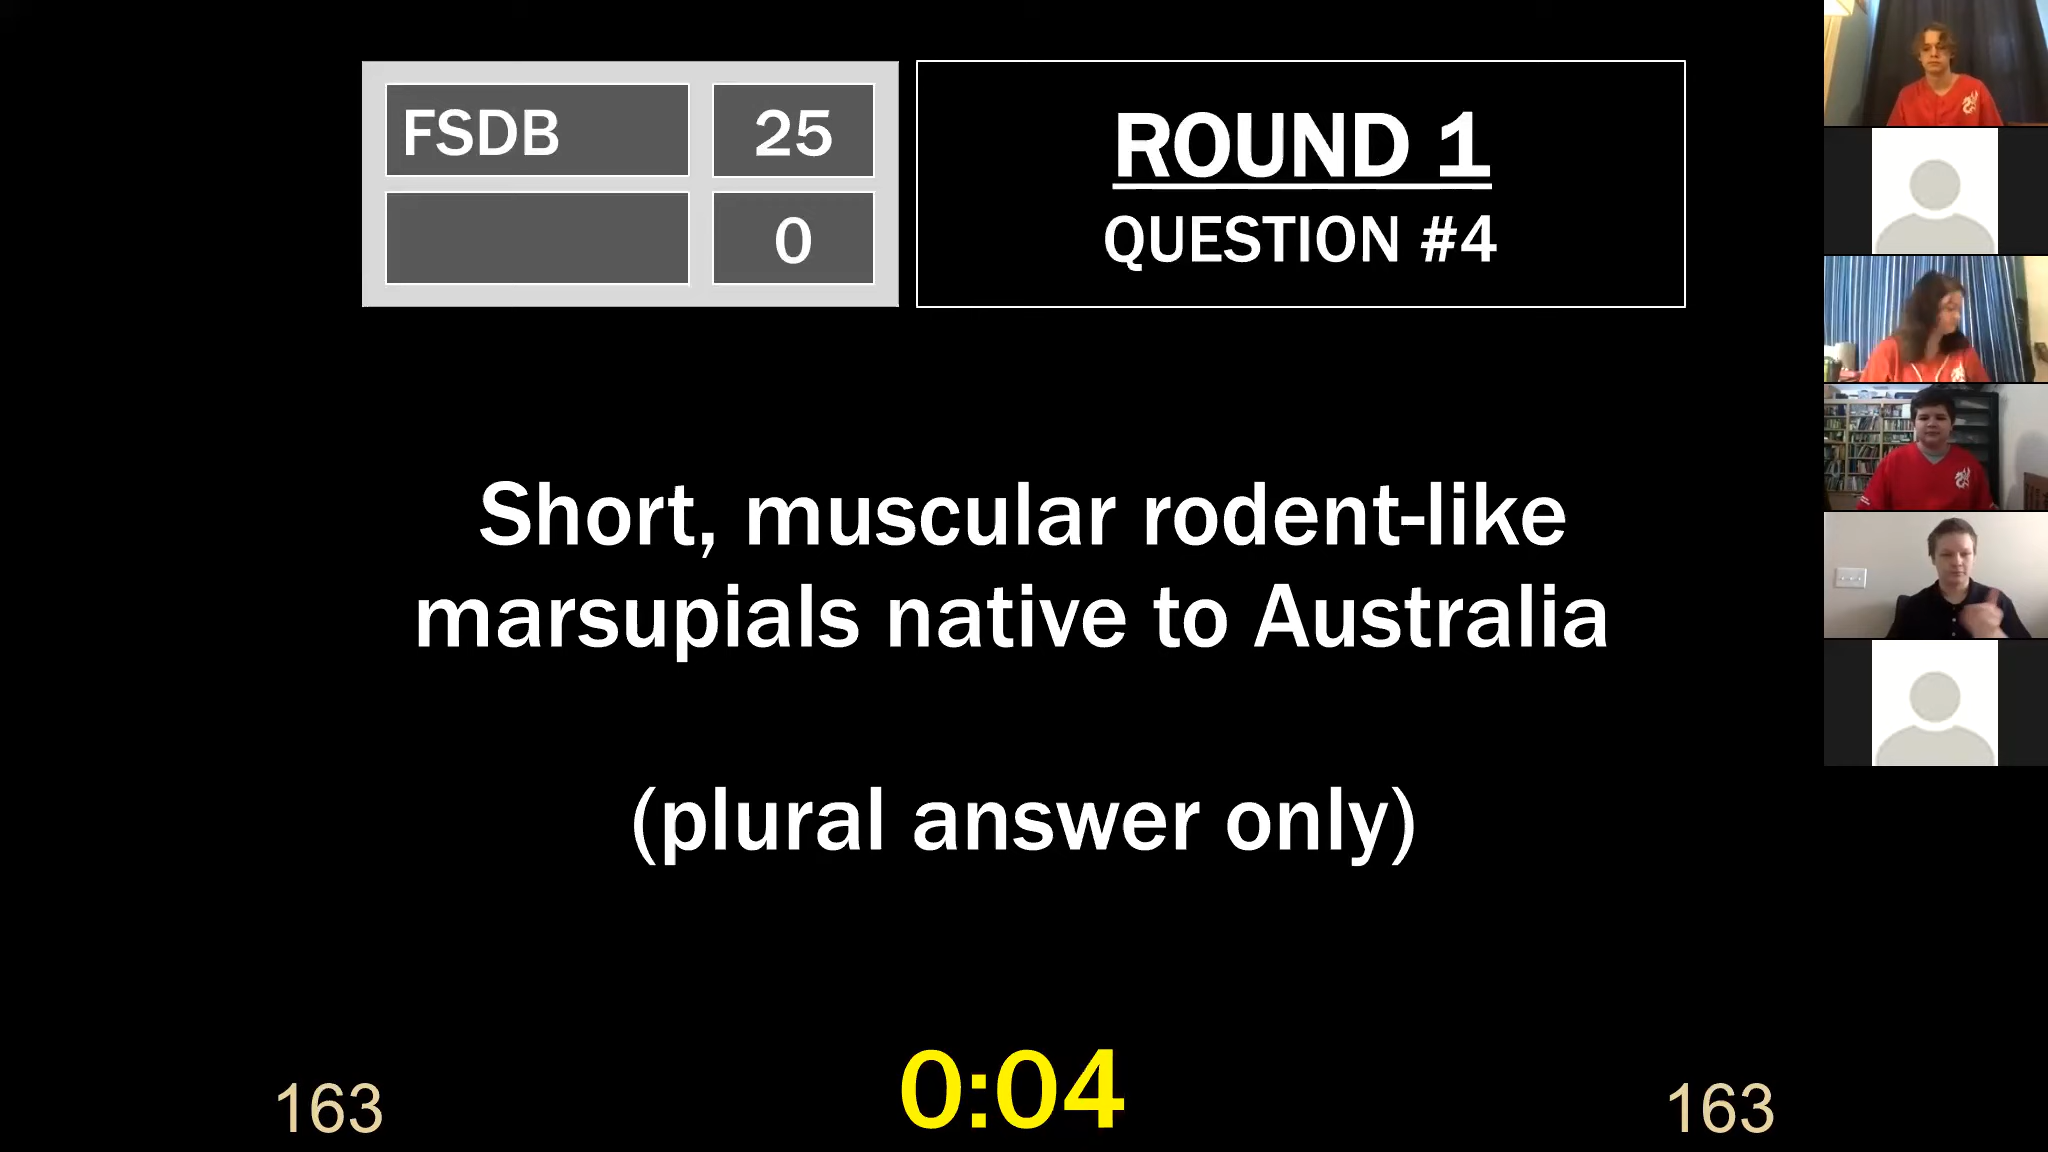 FSDB 25
0
ROUND 1
QUESTION #4
Short, muscular rodent-like
marsupials native to Australia
(plural answer only)
163 0:04 163